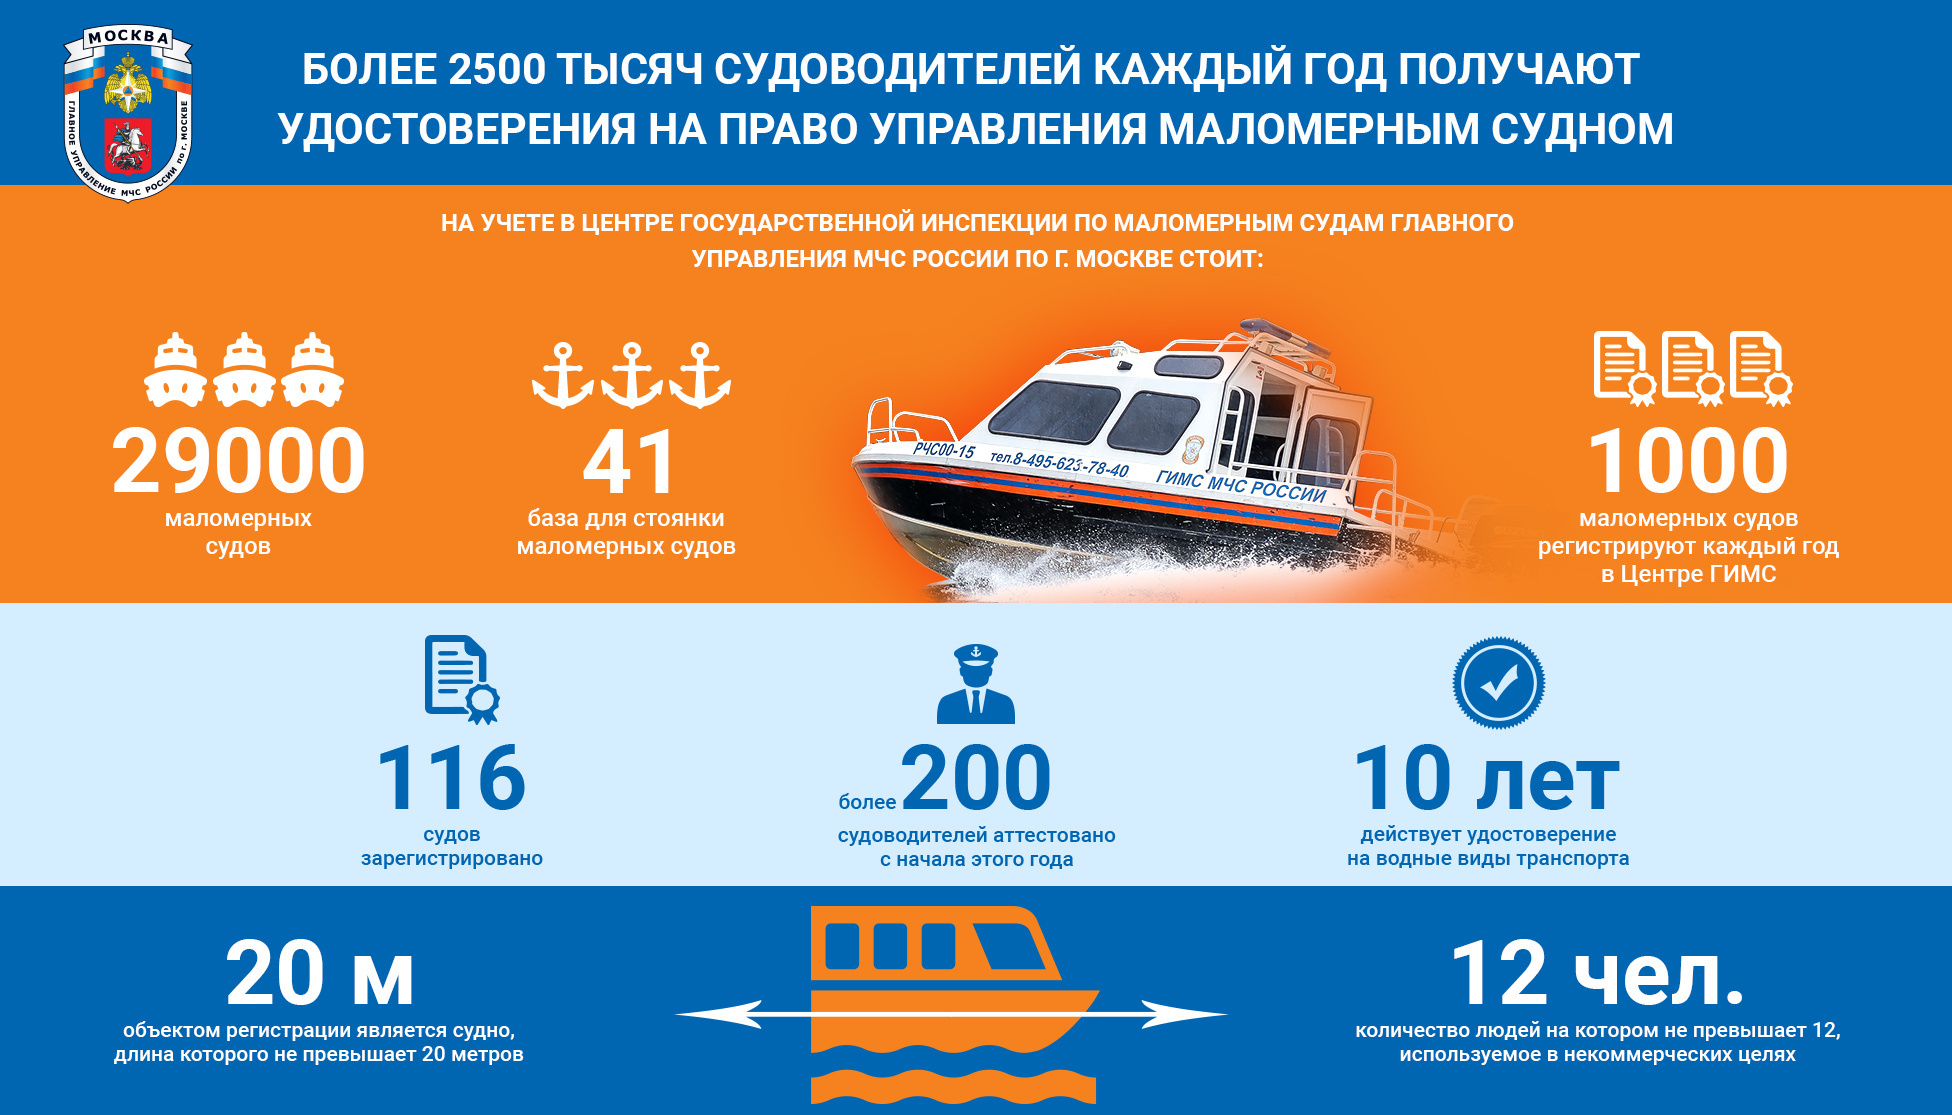 МОСКВА
ГЛАВНОЕ УПРАВЛЕНИЕ МЧС РОССИИ по г. МОСКВЕ
БОЛЕЕ 2500 ТЫСЯЧ СУДОВОДИТЕЛЕЙ КАЖДЫЙ ГОД ПОЛУЧАЮТ
УДОСТОВЕРЕНИЯ НА ПРАВО УПРАВЛЕНИЯ МАЛОМЕРНЫМ СУДНОМ
НА УЧЕТЕ В ЦЕНТРЕ ГОСУДАРСТВЕННОЙ ИНСПЕКЦИИ ПО МАЛОМЕРНЫМ СУДАМ ГЛАВНОГО
УПРАВЛЕНИЯ МЧС РОССИИ ПО Г. МОСКВЕ СТОИТ:
29000
маломерных
судов
41
база для стоянки
маломерных судов
РЧС00-15 тел.8-495-623-78-40 ГИМС МЧС РОССИИ
1000
маломерных судов
регистрируют каждый год
в Центре ГИМС
116
судов
зарегистрировано
более 200
судоводителей аттестовано
с начала этого года
10 лет
действует удостоверение
на водные виды транспорта
20 м
объектом регистрации является судно,
длина которого не превышает 20 метров
12 чел.
количество людей на котором не превышает 12,
используемое в некоммерческих целях